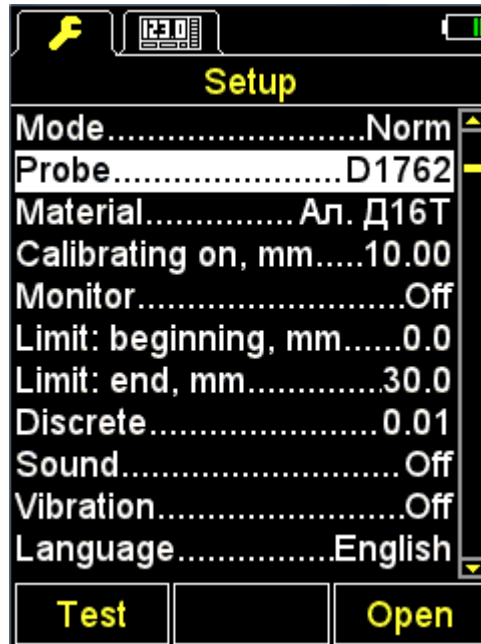 123.0
Setup
Mode..........................Norm
Probe.......................D1762
Material............... Ал. Д16Т
Calibrating on, mm.....10.00
Monitor...........................Off
Limit: beginning, mm......0.0
Limit: end, mm..............30.0
Discrete.......................0.01
Sound............................ Off
Vibration........................Off
Language................English
Test Open